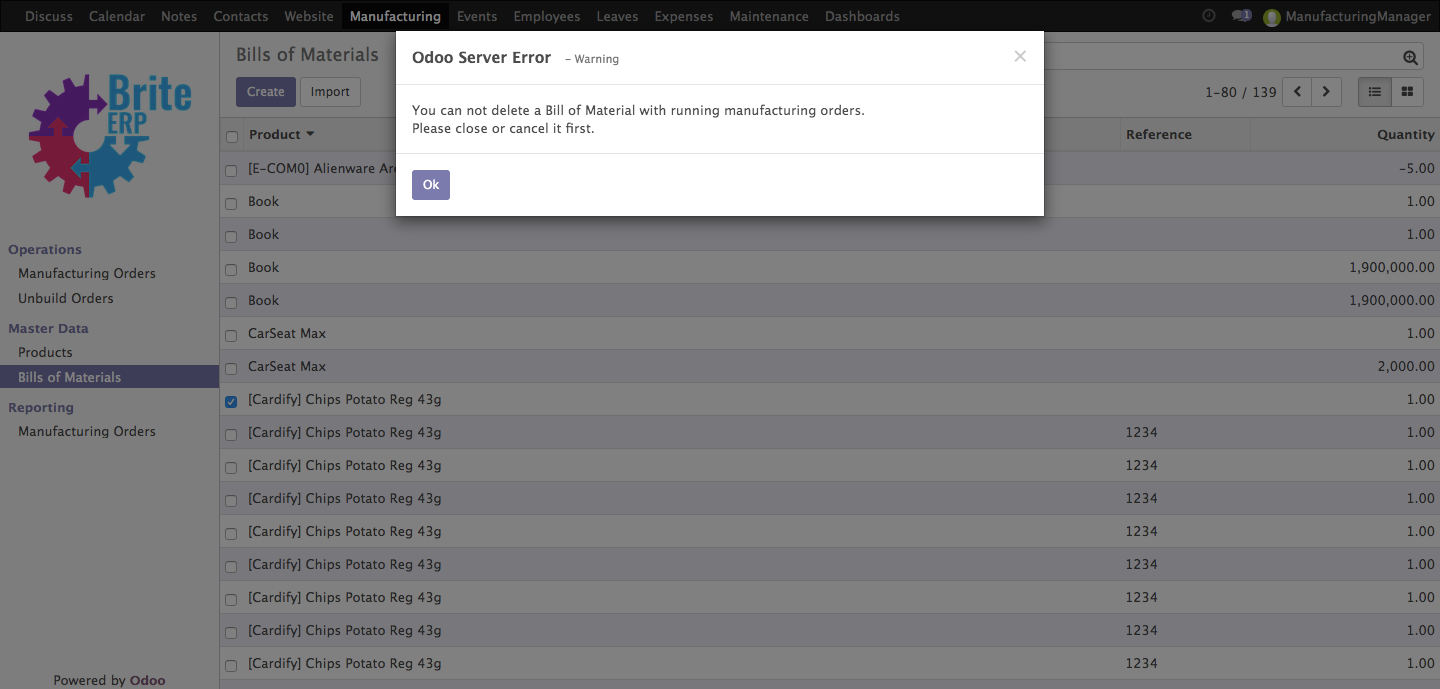 Discuss Calendar Notes Contacts Website Manufacturing Events Employees Leaves Expenses Maintenance Dashboards 1 ManufacturingManager
Brite
ERP
Operations
Manufacturing Orders
Unbuild Orders
Master Data
Products
Bills of Materials
Reporting
Manufacturing Orders
Powered by Odoo
Bills of Materials
Create Import
1-80 / 139
Odoo Server Error - Warning ×
You can not delete a Bill of Material with running manufacturing orders.
Please close or cancel it first.
Ok
Product Reference Quantity
[E-COM0] Alienware -5.00
Book 1.00
Book 1.00
Book 1,900,000.00
Book 1,900,000.00
CarSeat Max 1.00
CarSeat Max 2,000.00
[Cardify] Chips Potato Reg 43g 1.00
[Cardify] Chips Potato Reg 43g 1234 1.00
[Cardify] Chips Potato Reg 43g 1234 1.00
[Cardify] Chips Potato Reg 43g 1234 1.00
[Cardify] Chips Potato Reg 43g 1234 1.00
[Cardify] Chips Potato Reg 43g 1234 1.00
[Cardify] Chips Potato Reg 43g 1234 1.00
[Cardify] Chips Potato Reg 43g 1234 1.00
[Cardify] Chips Potato Reg 43g 1234 1.00